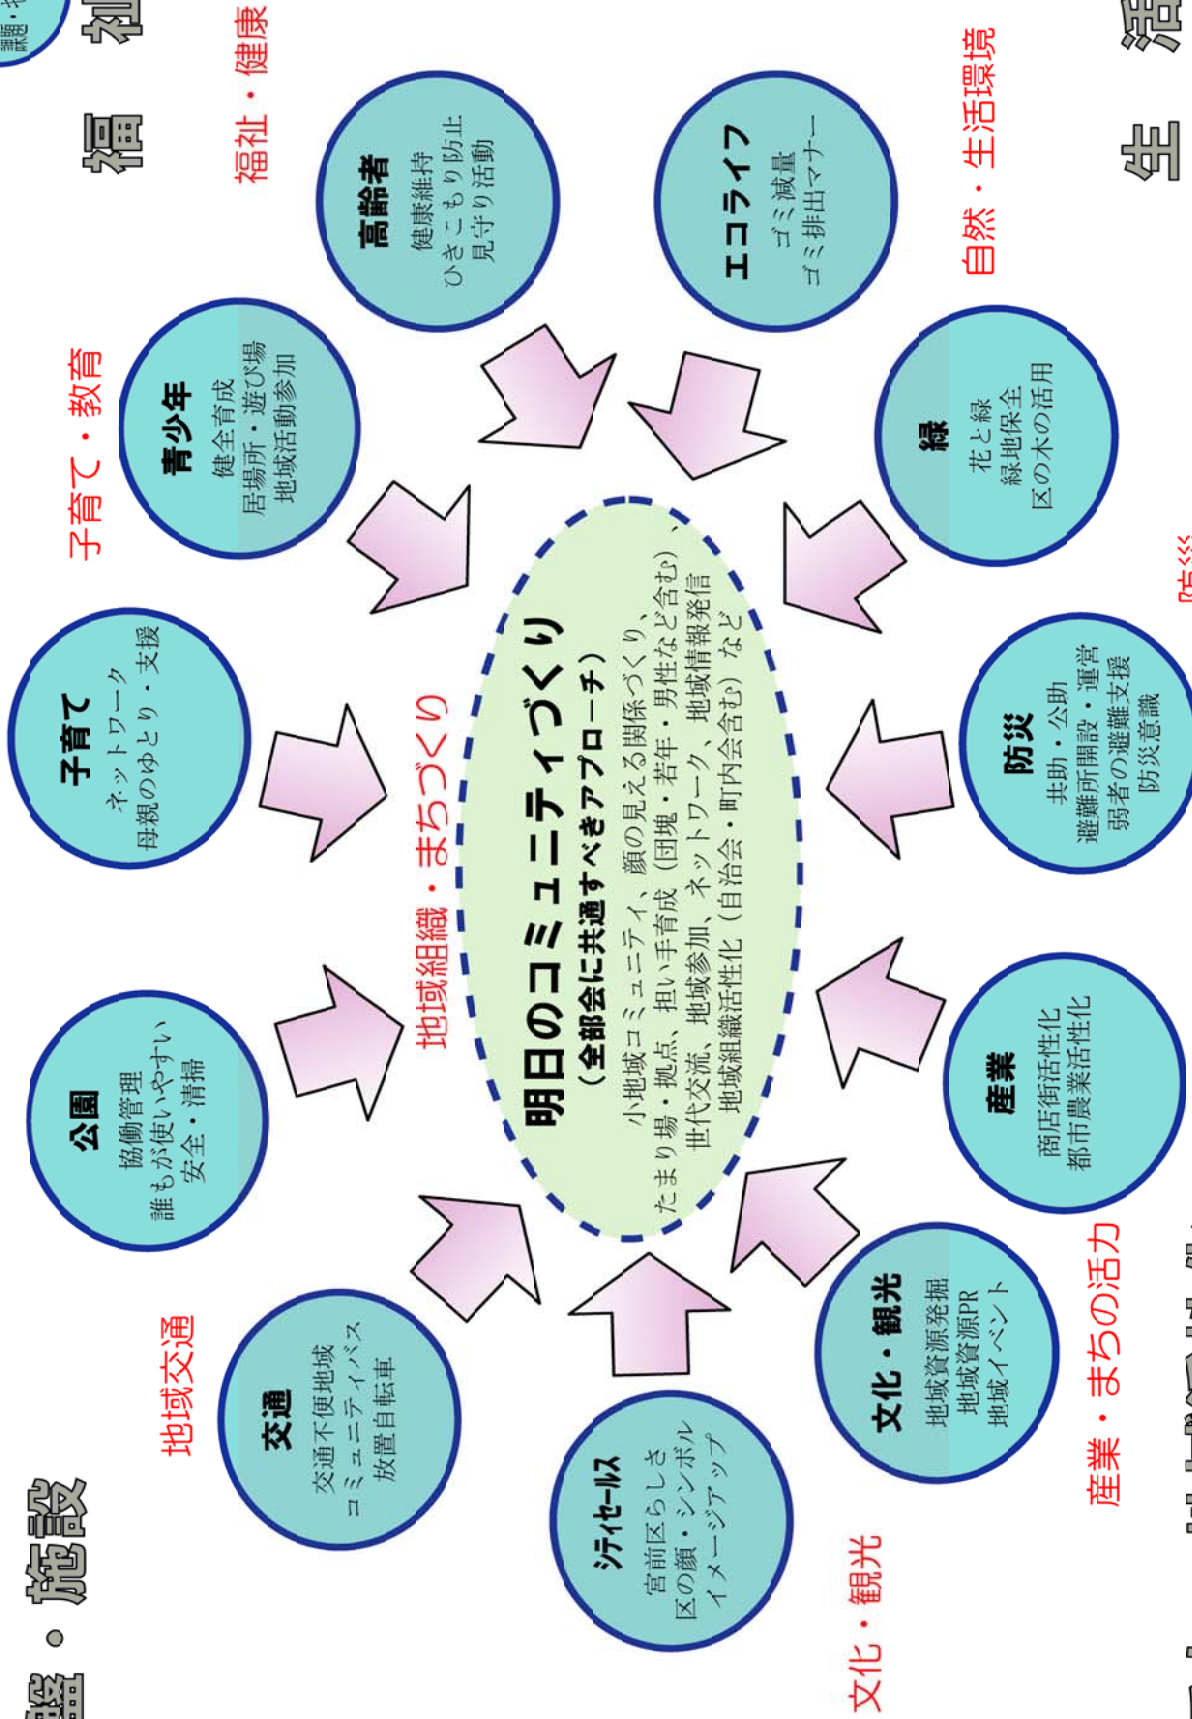 盤・施設
福祉
生活
課題・
地域交通
子育て・教育
福祉・健康
公園
協働管理
誰もが使いやすい
安全・清掃
子育て
ネットワーク
母親のゆとり・支援
青少年
健全育成
居場所・遊び場
地域活動参加
高齢者
健康維持
ひきこもり防止
見守り活動
交通
交通不便地域
コミュニティバス
放置自転車
地域組織・まちづくり
明日のコミュニティづくり
(全部会に共通すべきアプローチ)
小地域コミュニティ、顔の見える関係づくり、
たまり場・拠点、担い手育成(団塊・若年・男性など含む)、
世代交流、地域参加、ネットワーク、地域情報発信
地域組織活性化(自治会・町内会含む)など
シティセールス
宮前区らしさ
区の顔・シンボル
イメージアップ
エコライフ
ゴミ減量
ゴミ排出マナー
文化・観光
地域資源発掘
地域資源PR
地域イベント
産業
商店街活性化
都市農業活性化
防災
共助・公助
避難所開設・運営
弱者の避難支援
防災意識
緑
花と緑
緑地保全
区の木の活用
文化・観光
産業・まちの活力
自然・生活環境
防災